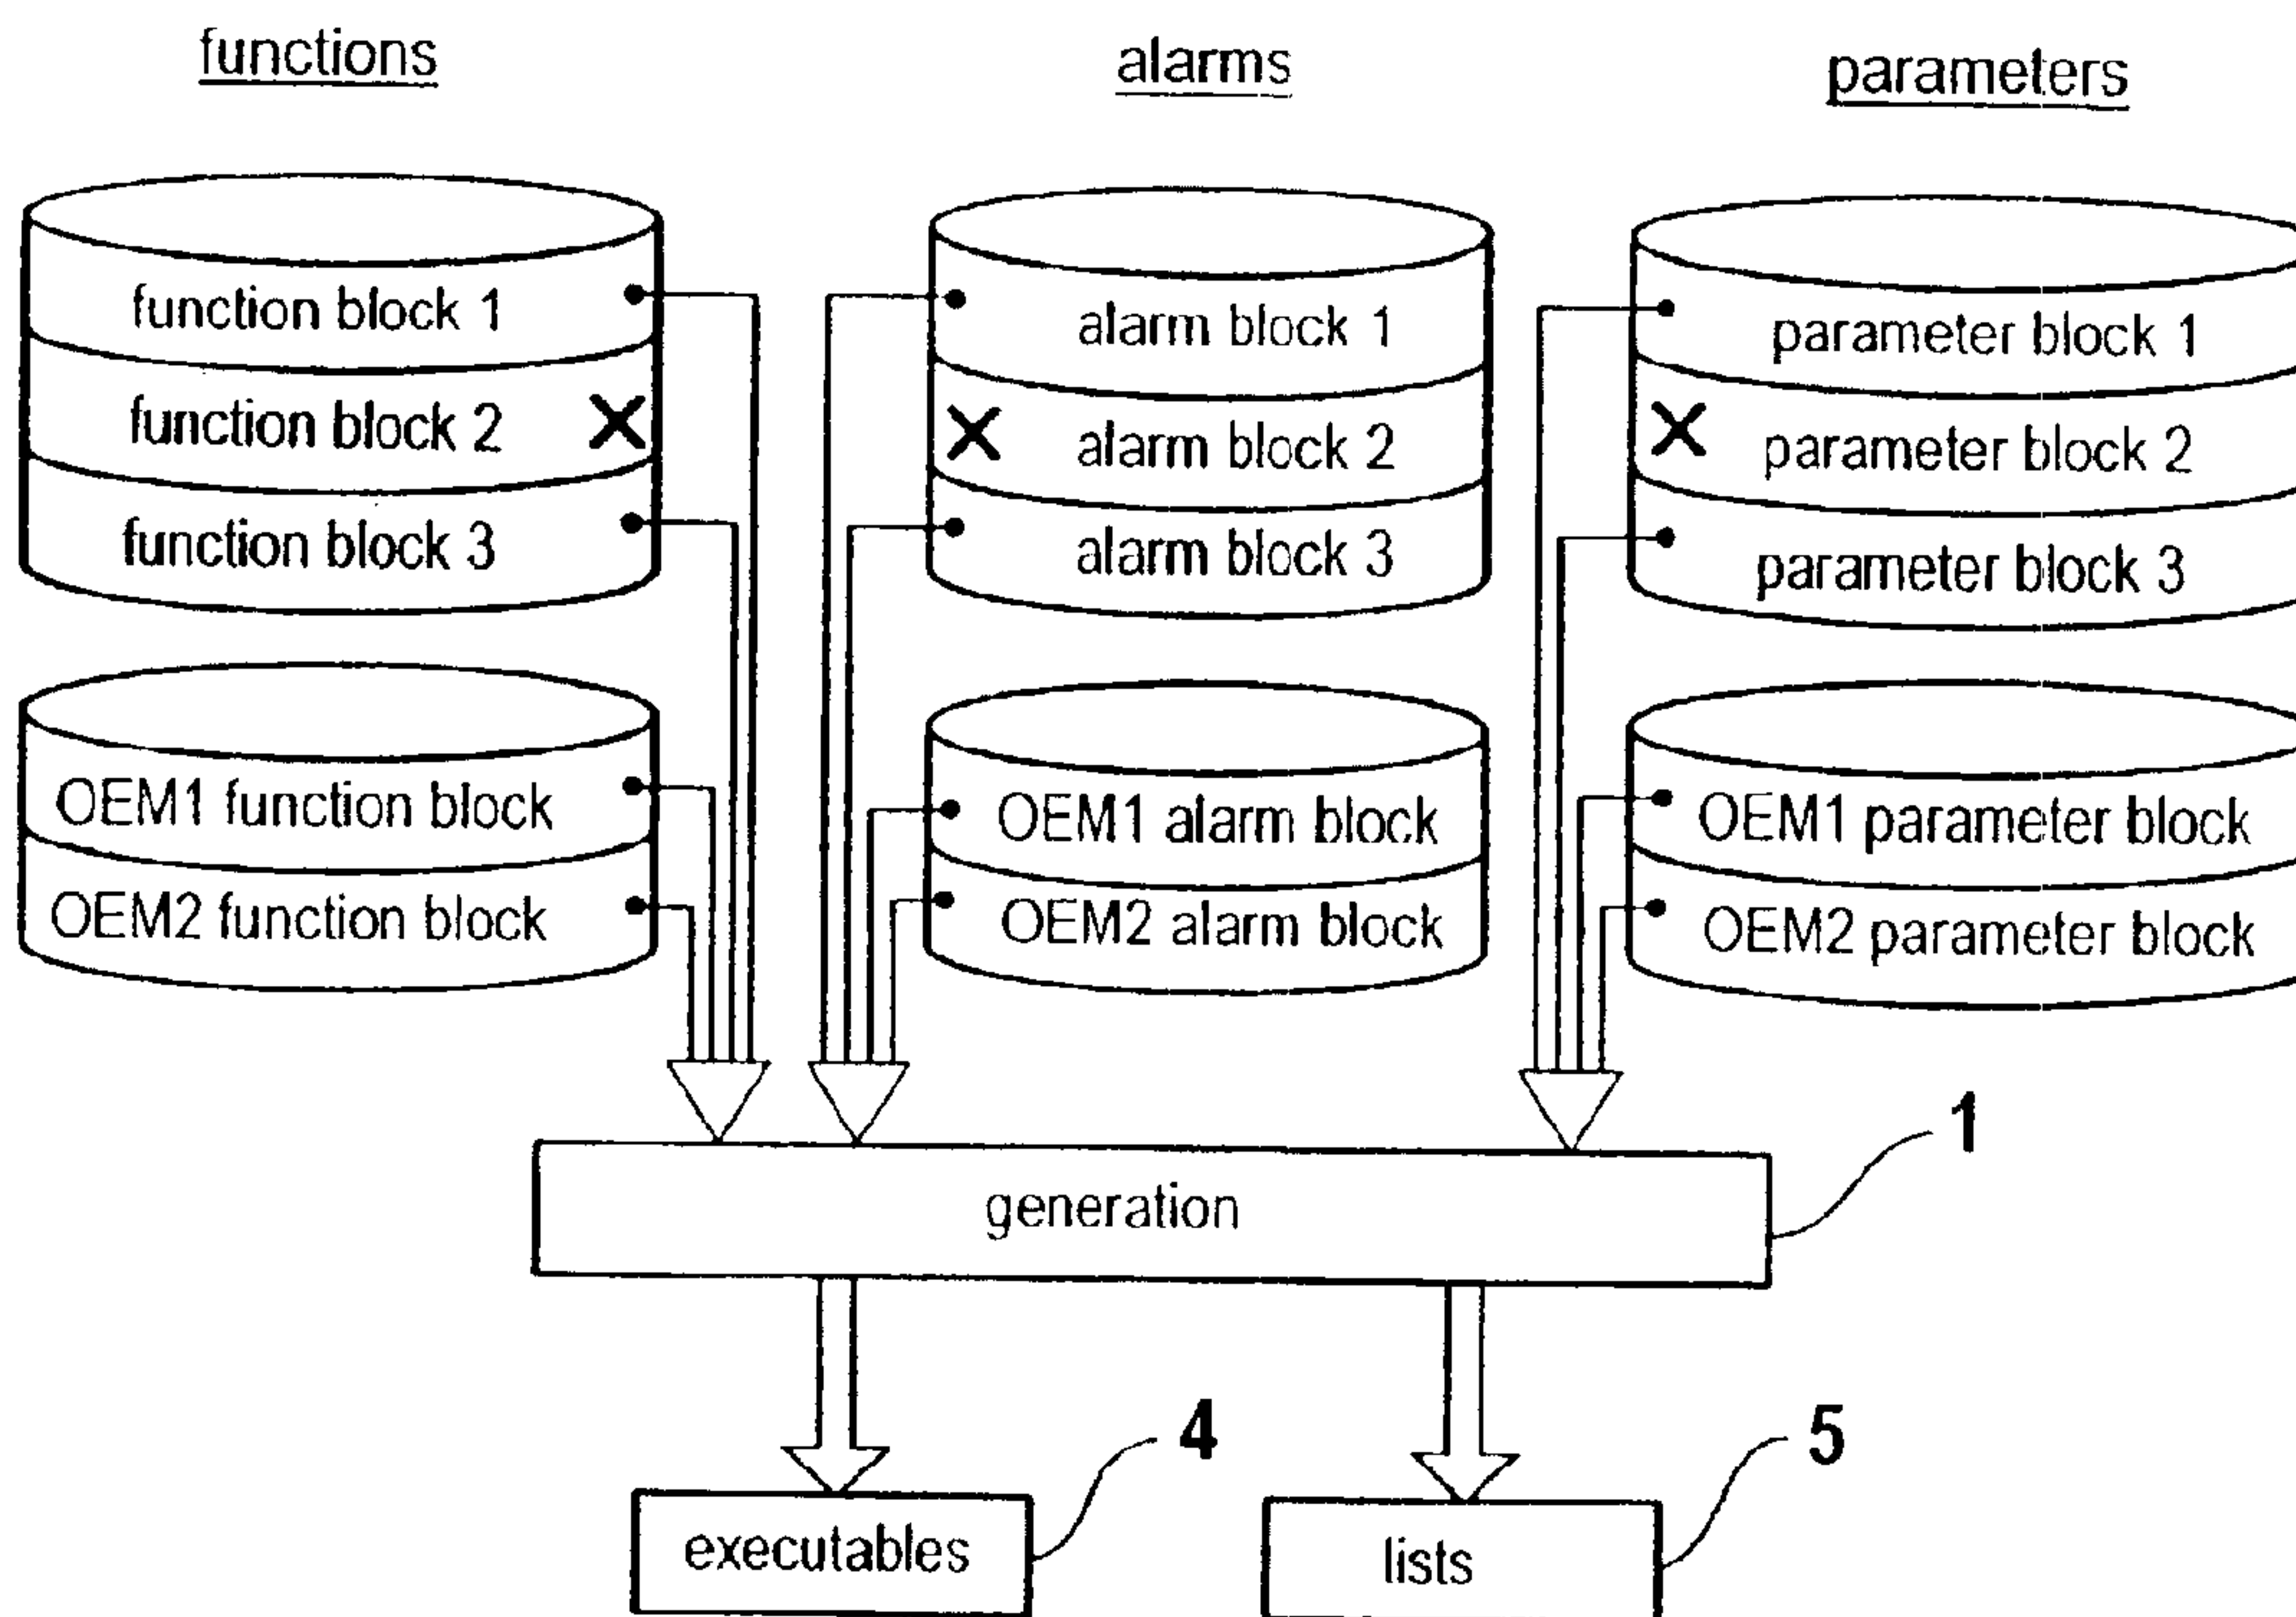 functions
alarms
parameters
function block 1
function block 2
function block 3
alarm block 1
alarm block 2
alarm block 3
parameter block 1
parameter block 2
parameter block 3
OEM1 function block
OEM2 function block
OEM1 alarm block
OEM2 alarm block
OEM1 parameter block
OEM2 parameter block
generation
1
executables
4
lists
5